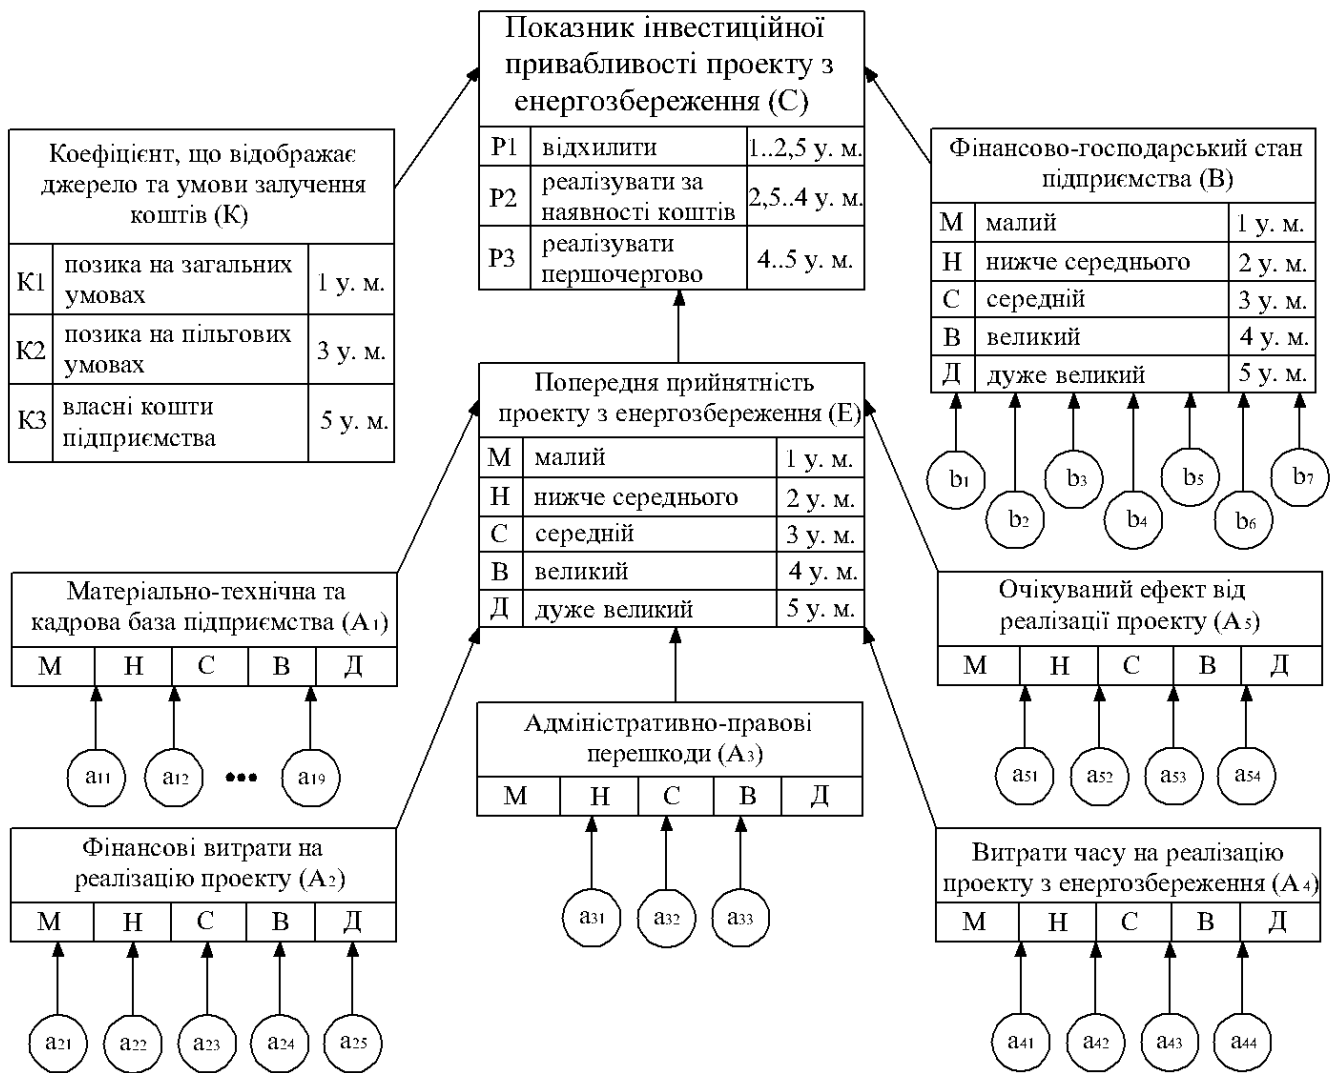 Показник інвестиційної
привабливості проекту з
енергозбереження (С)
Р1 відхилити 1..2,5 у. м.
Р2 реалізувати за
наявності коштів 2,5..4 у. м.
Р3 реалізувати
першочергово 4..5 у. м.
Коефіцієнт, що відображає
джерело та умови залучення
коштів (К)
К1 позика на загальних
умовах 1 у. м.
К2 позика на пільгових
умовах 3 у. м.
К3 власні кошти
підприємства 5 у. м.
Фінансово-господарський стан
підприємства (В)
М малий 1 у. м.
Н нижче середнього 2 у. м.
С середній 3 у. м.
В великий 4 у. м.
Д дуже великий 5 у. м.
b1 b2 b3 b4 b5 b6 b7
Попередня прийнятність
проекту з енергозбереження (Е)
М малий 1 у. м.
Н нижче середнього 2 у. м.
С середній 3 у. м.
В великий 4 у. м.
Д дуже великий 5 у. м.
Матеріально-технічна та
кадрова база підприємства (А1)
М Н С В Д
a11 a12 ••• a19
Очікуваний ефект від
реалізації проекту (А5)
М Н С В Д
a51 a52 a53 a54
Адміністративно-правові
перешкоди (А3)
М Н С В Д
a31 a32 a33
Фінансові витрати на
реалізацію проекту (А2)
М Н С В Д
a21 a22 a23 a24 a25
Витрати часу на реалізацію
проекту з енергозбереження (А4)
М Н С В Д
a41 a42 a43 a44